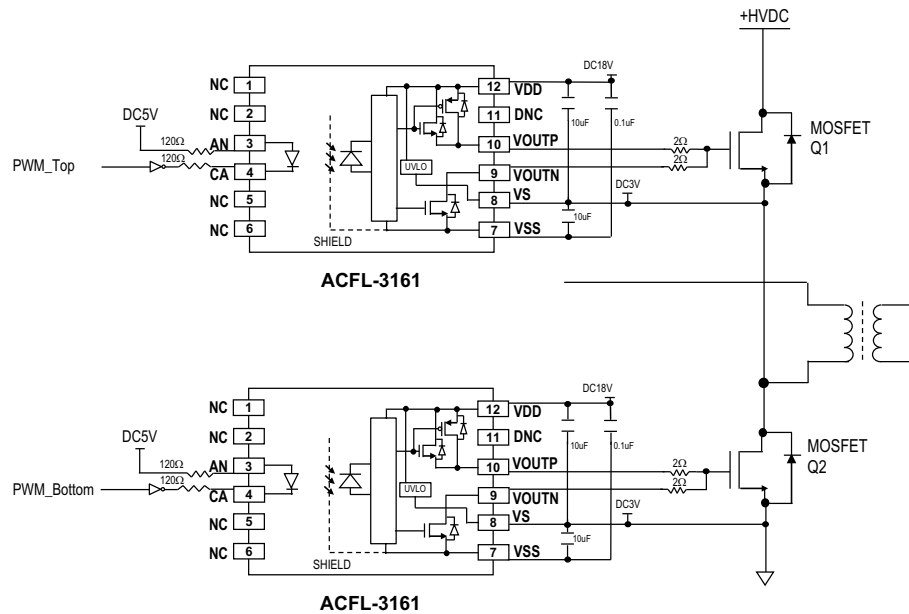 +HVDC
DC18V
NC 1
12 VDD
NC 2
11 DNC
10uF
0.1uF
MOSFET
Q1
DC5V
120Ω
AN 3
10 VOUTP
2Ω
PWM_Top
120Ω
CA 4
9 VOUTN
2Ω
UVLO
NC 5
8 VS
DC3V
NC 6
7 VSS
10uF
SHIELD
ACFL-3161
DC18V
NC 1
12 VDD
NC 2
11 DNC
10uF
0.1uF
MOSFET
Q2
DC5V
120Ω
AN 3
10 VOUTP
2Ω
PWM_Bottom
120Ω
CA 4
9 VOUTN
2Ω
UVLO
NC 5
8 VS
DC3V
NC 6
7 VSS
10uF
SHIELD
ACFL-3161